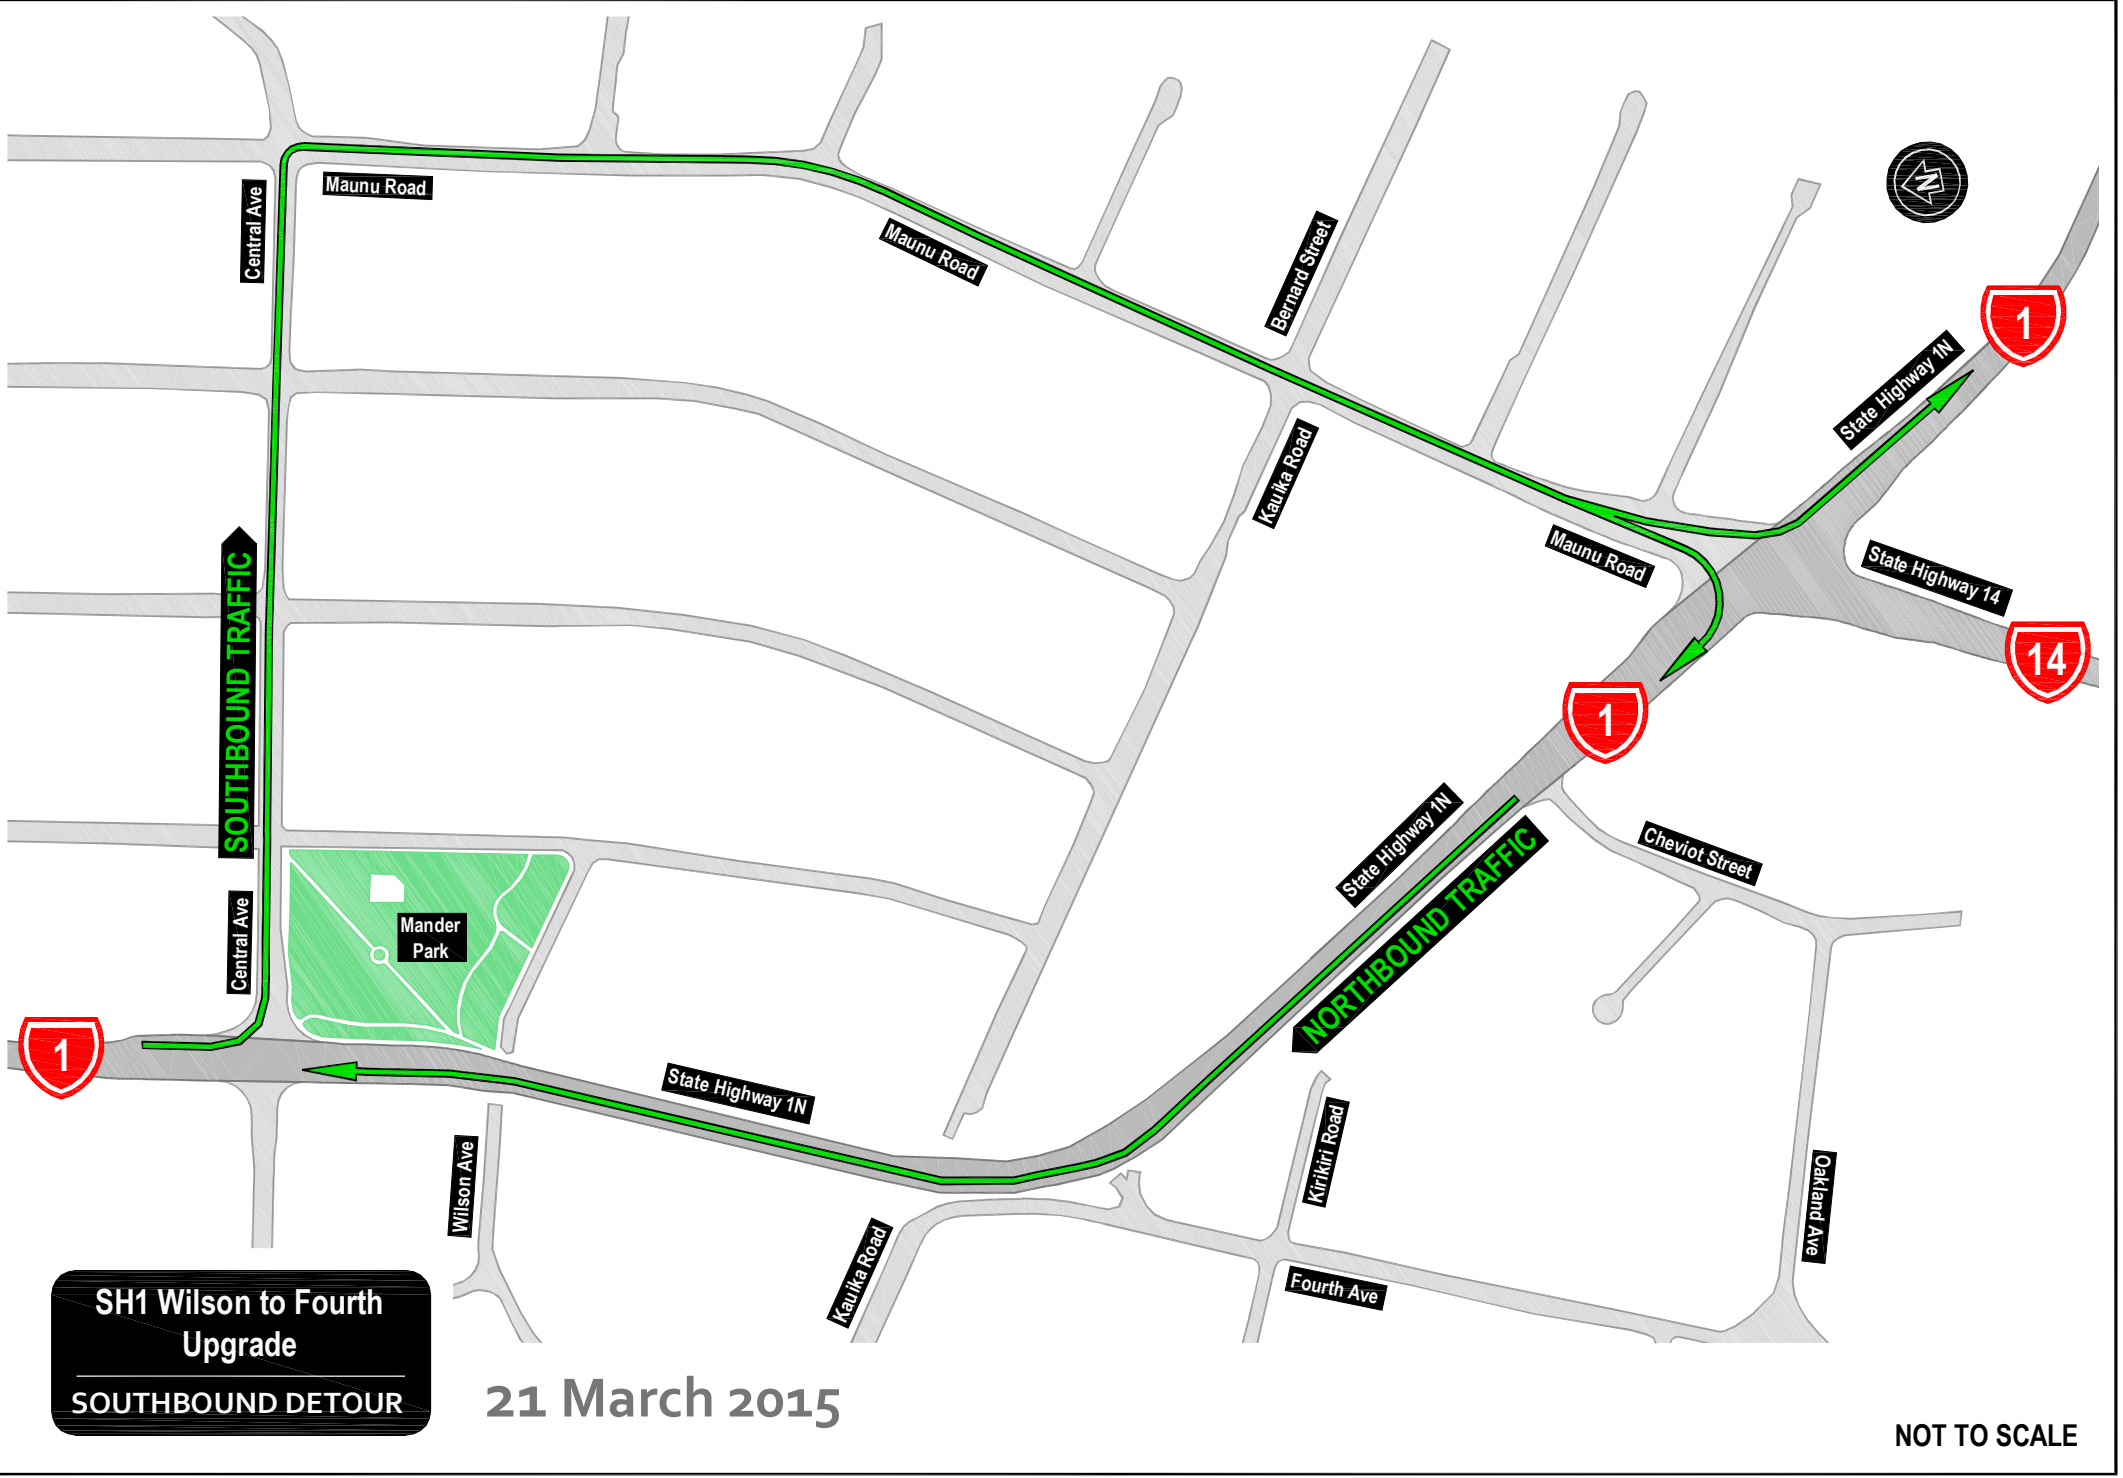 Maunu Road
Central Ave
Maunu Road
Bernard Street
N
1
State Highway 1N
Kauika Road
Maunu Road
State Highway 14
14
1
SOUTHBOUND TRAFFIC
State Highway 1N
NORTHBOUND TRAFFIC
Cheviot Street
Central Ave
Mander
Park
1
State Highway 1N
Wilson Ave
Kirikiri Road
Oakland Ave
Kauika Road
Fourth Ave
SH1 Wilson to Fourth
Upgrade
SOUTHBOUND DETOUR
21 March 2015
NOT TO SCALE